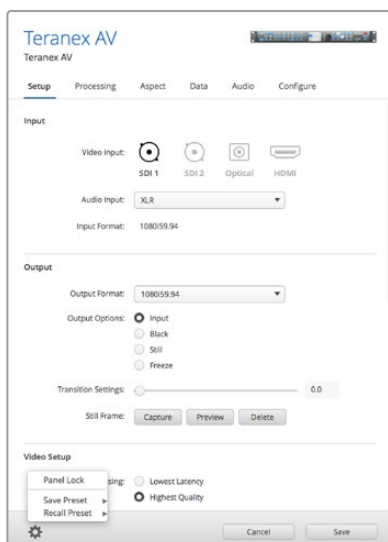 Teranex AV
Teranex AV
Setup Processing Aspect Data Audio Configure
Input
Video Input:
SDI 1 SDI 2 Optical HDMI
Audio Input: XLR
Input Format: 1080i59.94
Output
Output Format: 1080i59.94
Output Options: Input
Black
Still
Freeze
Transition Settings: 0.0
Still Frame: Capture Preview Delete
Video Setup
Panel Lock
sing: Lowest Latency
Save Preset
Highest Quality
Recall Preset
Cancel Save